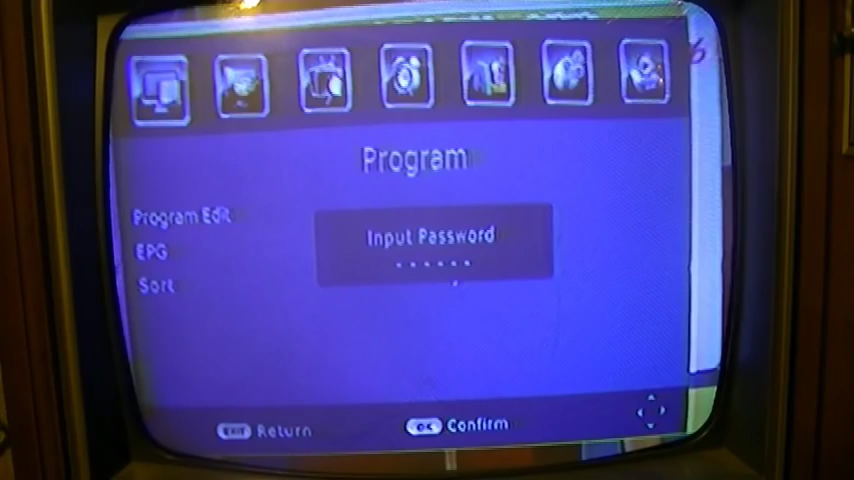 Program
Program Edit
EPG
Sort
Input Password
EXIT Return
OK Confirm